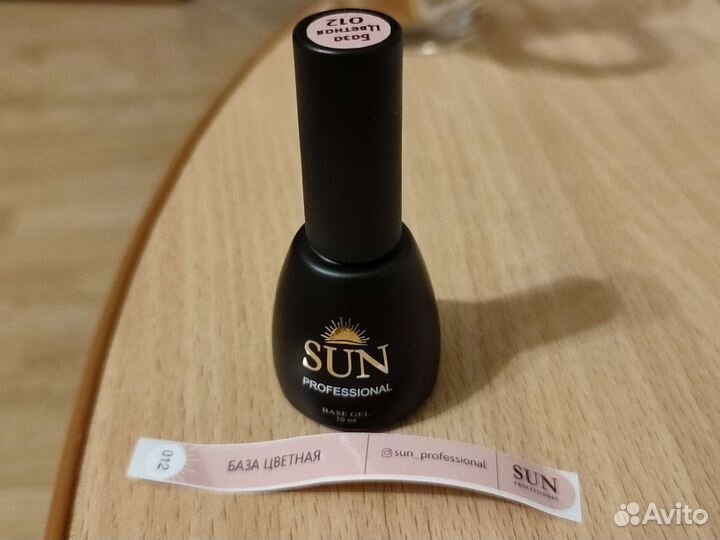 База
Цветная
012
SUN
PROFESSIONAL
BASE GEL
10 ml
012
БАЗА ЦВЕТНАЯ
@sun_professional
SUN
PROFESSIONAL
Avito